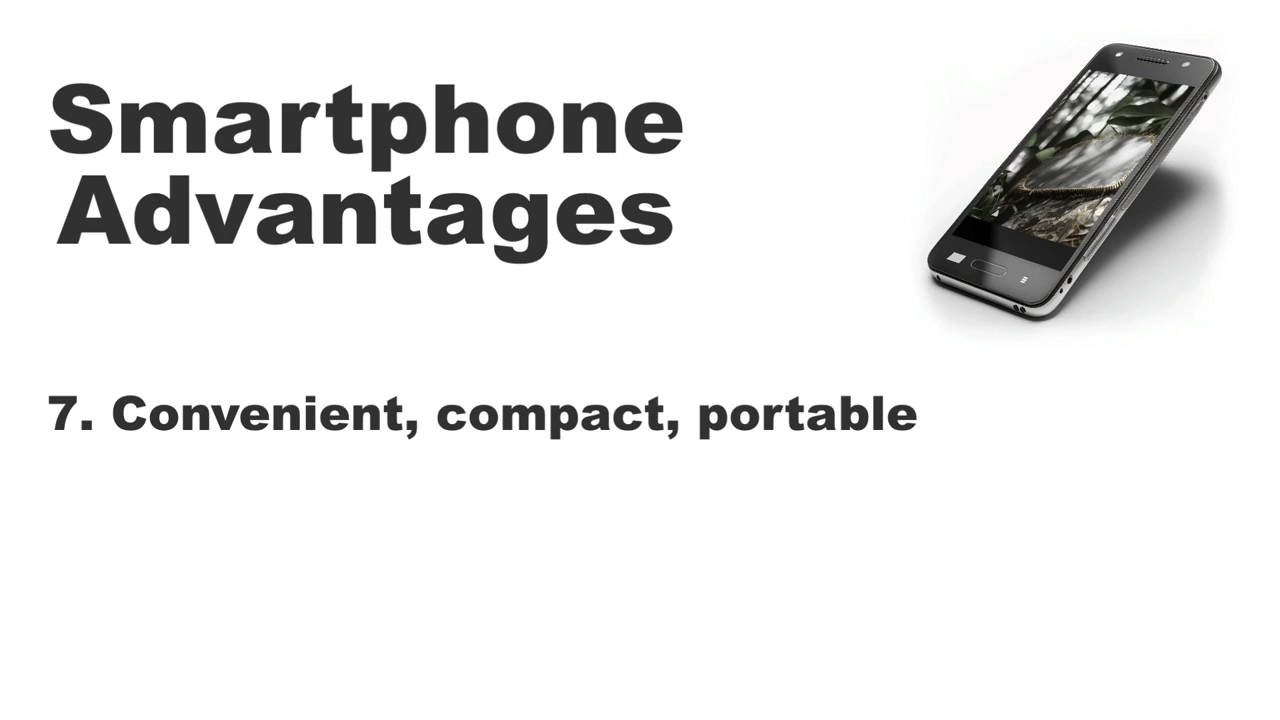 Smartphone
Advantages
7. Convenient, compact, portable